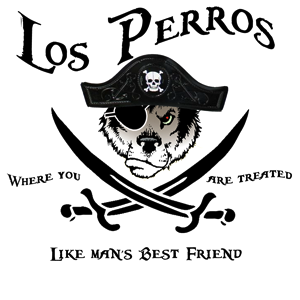 Los Perros
Where you are treated
Like man's Best Friend